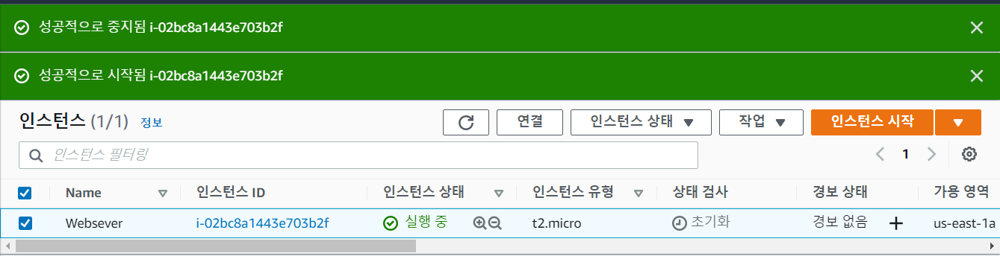 성공적으로 중지됨 i-02bc8a1443e703b2f
성공적으로 시작됨 i-02bc8a1443e703b2f
인스턴스 (1/1) 정보 연결 인스턴스 상태 작업 인스턴스 시작
인스턴스 필터링 1
Name 인스턴스 ID 인스턴스 상태 인스턴스 유형 상태 검사 경보 상태 가용 영역
Websever i-02bc8a1443e703b2f 실행 중 t2.micro 초기화 경보 없음 us-east-1a